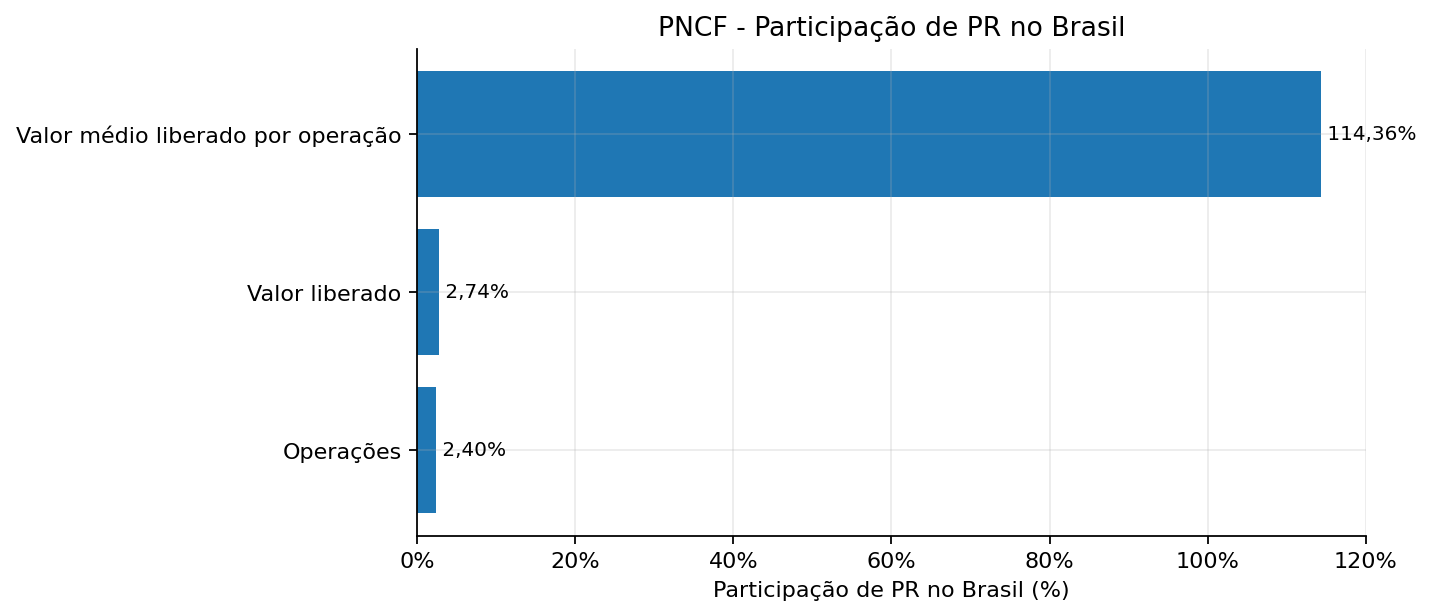 PNCF - Participação de PR no Brasil
Valor médio liberado por operação
114,36%
Valor liberado
2,74%
Operações
2,40%
0% 20% 40% 60% 80% 100% 120%
Participação de PR no Brasil (%)